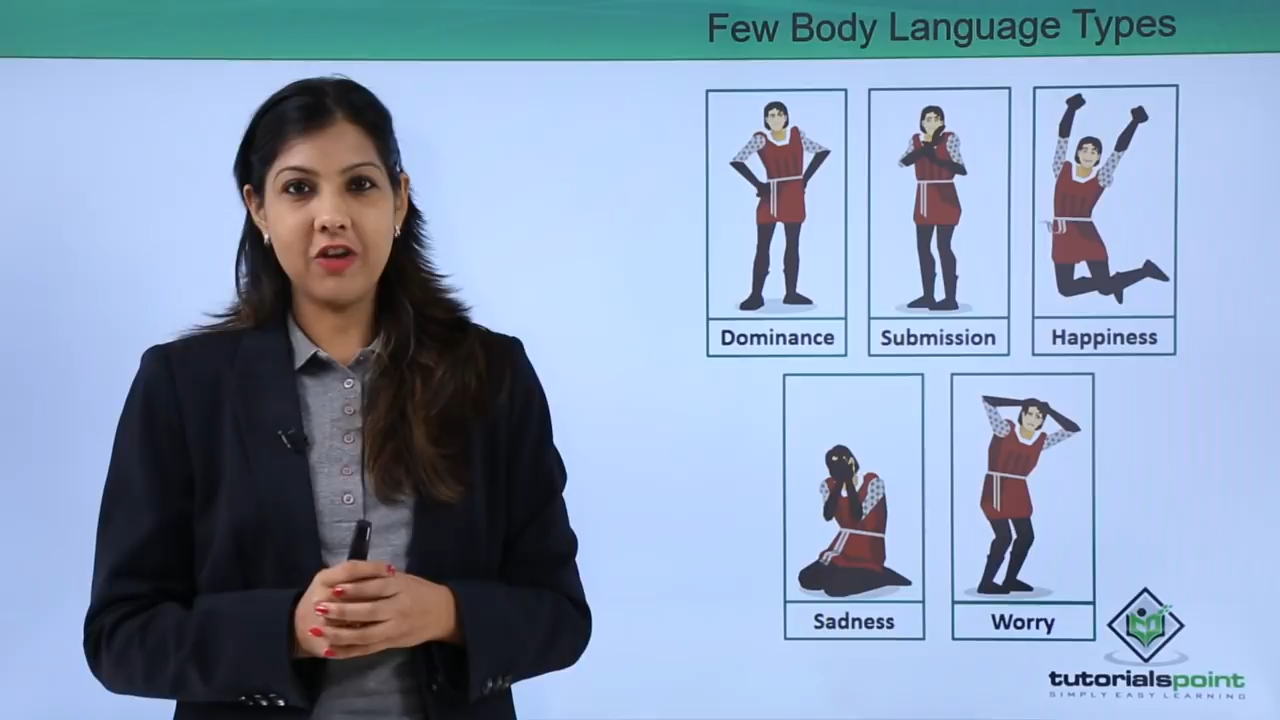 Few Body Language Types
Dominance
Submission
Happiness
Sadness
Worry
tutorialspoint
SIMPLY EASY LEARNING